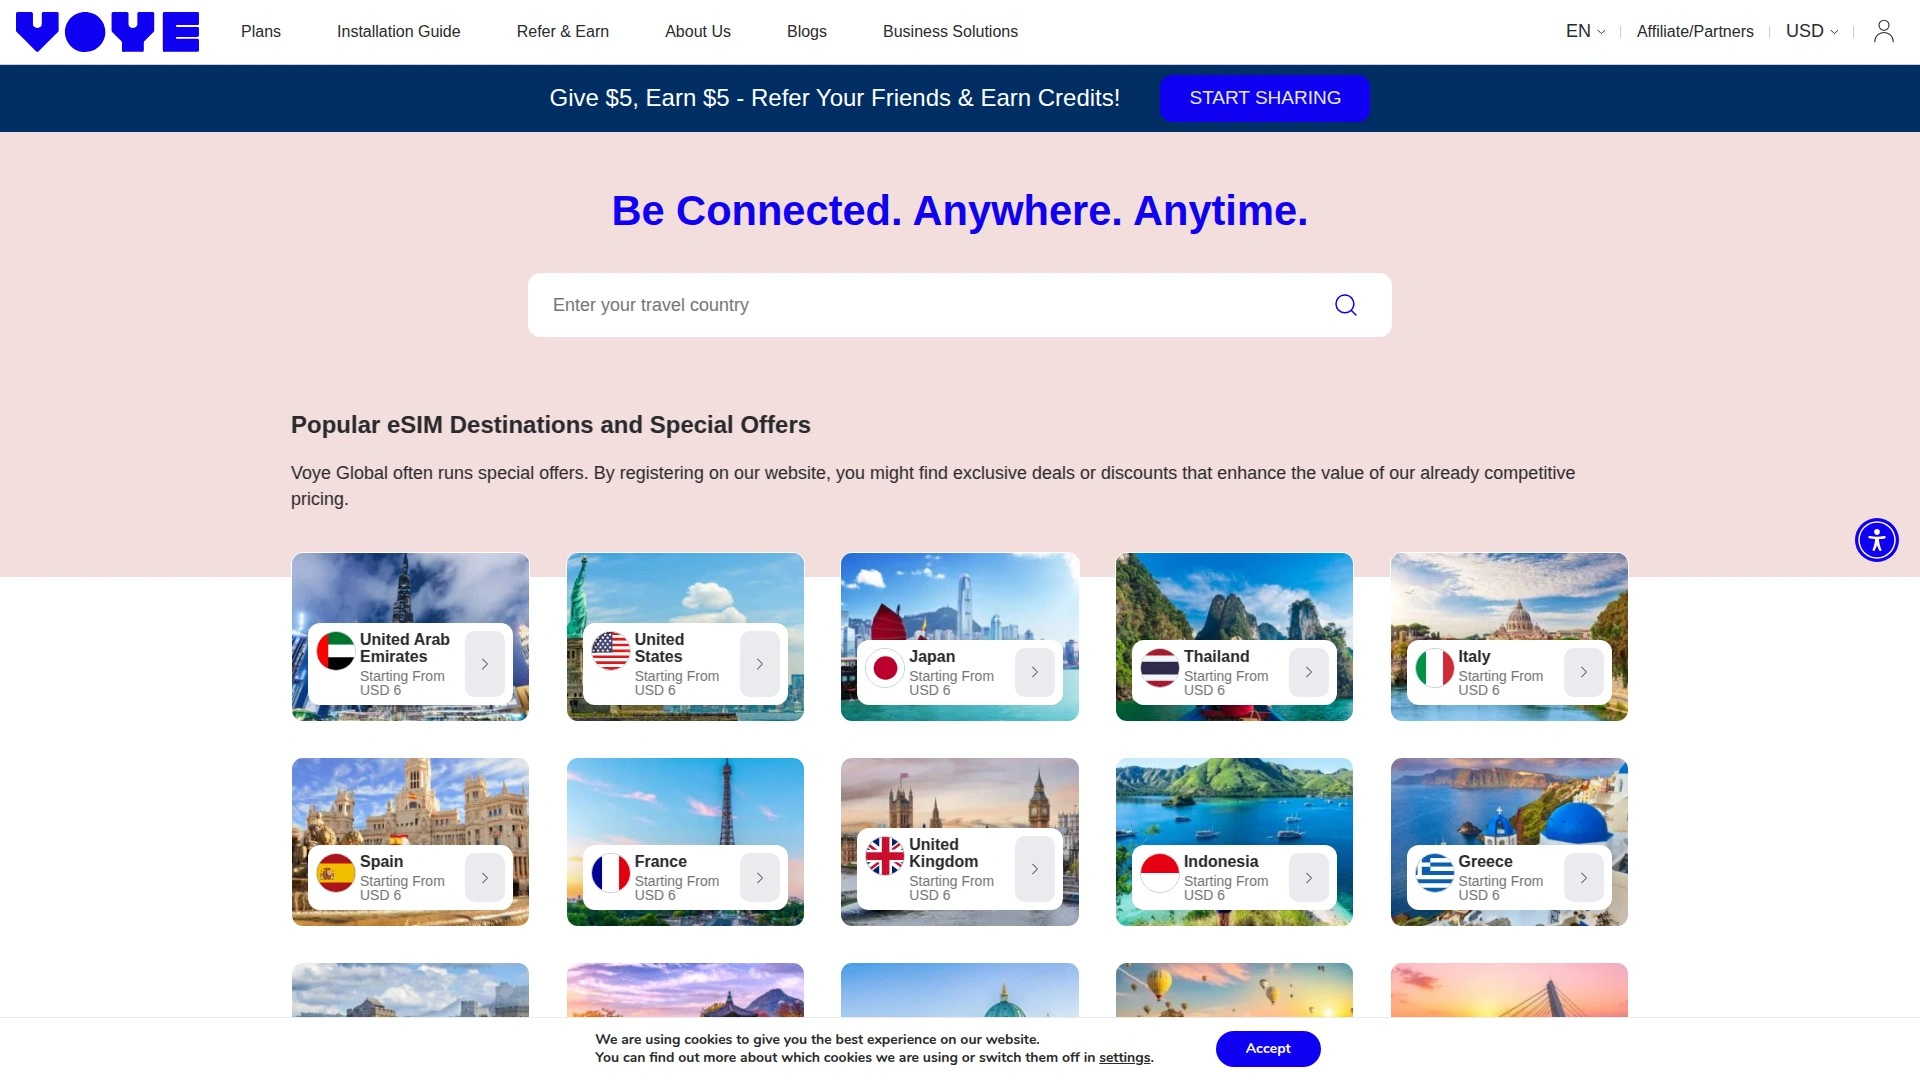 VOYE
Plans
Installation Guide
Refer & Earn
About Us
Blogs
Business Solutions
EN
Affiliate/Partners
USD
Give $5, Earn $5 - Refer Your Friends & Earn Credits!
START SHARING
Be Connected. Anywhere. Anytime.
Enter your travel country
Popular eSIM Destinations and Special Offers
Voye Global often runs special offers. By registering on our website, you might find exclusive deals or discounts that enhance the value of our already competitive
pricing.
United Arab
Emirates
Starting From
USD 6
United
States
Starting From
USD 6
Japan
Starting From
USD 6
Thailand
Starting From
USD 6
Italy
Starting From
USD 6
Spain
Starting From
USD 6
France
Starting From
USD 6
United
Kingdom
Starting From
USD 6
Indonesia
Starting From
USD 6
Greece
Starting From
USD 6
We are using cookies to give you the best experience on our website.
You can find out more about which cookies we are using or switch them off in settings.
Accept